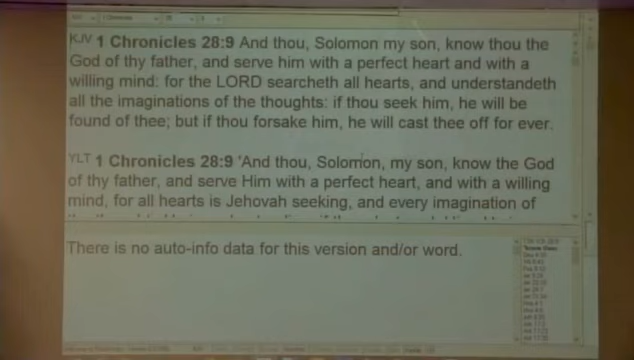 KJV 1 Chronicles 28:9 And thou, Solomon my son, know thou the
God of thy father, and serve him with a perfect heart and with a
willing mind: for the LORD searcheth all hearts, and understandeth
all the imaginations of the thoughts: if thou seek him, he will be
found of thee; but if thou forsake him, he will cast thee off for ever.
YLT 1 Chronicles 28:9 'And thou, Solomon, my son, know the God
of thy father, and serve Him with a perfect heart, and with a willing
mind, for all hearts is Jehovah seeking, and every imagination of
There is no auto-info data for this version and/or word.